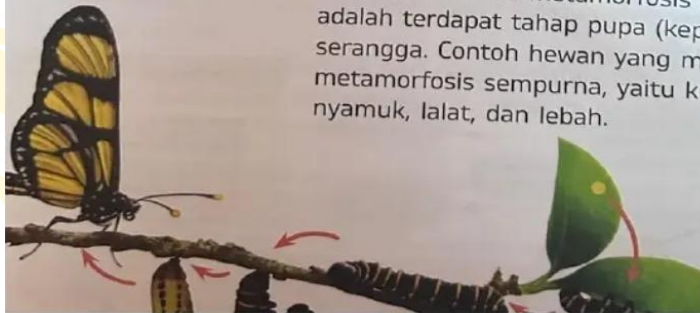 adalah terdapat tahap pupa
serangga. Contoh hewan yang
metamorfosis sempurna, yaitu
nyamuk, lalat, dan lebah.